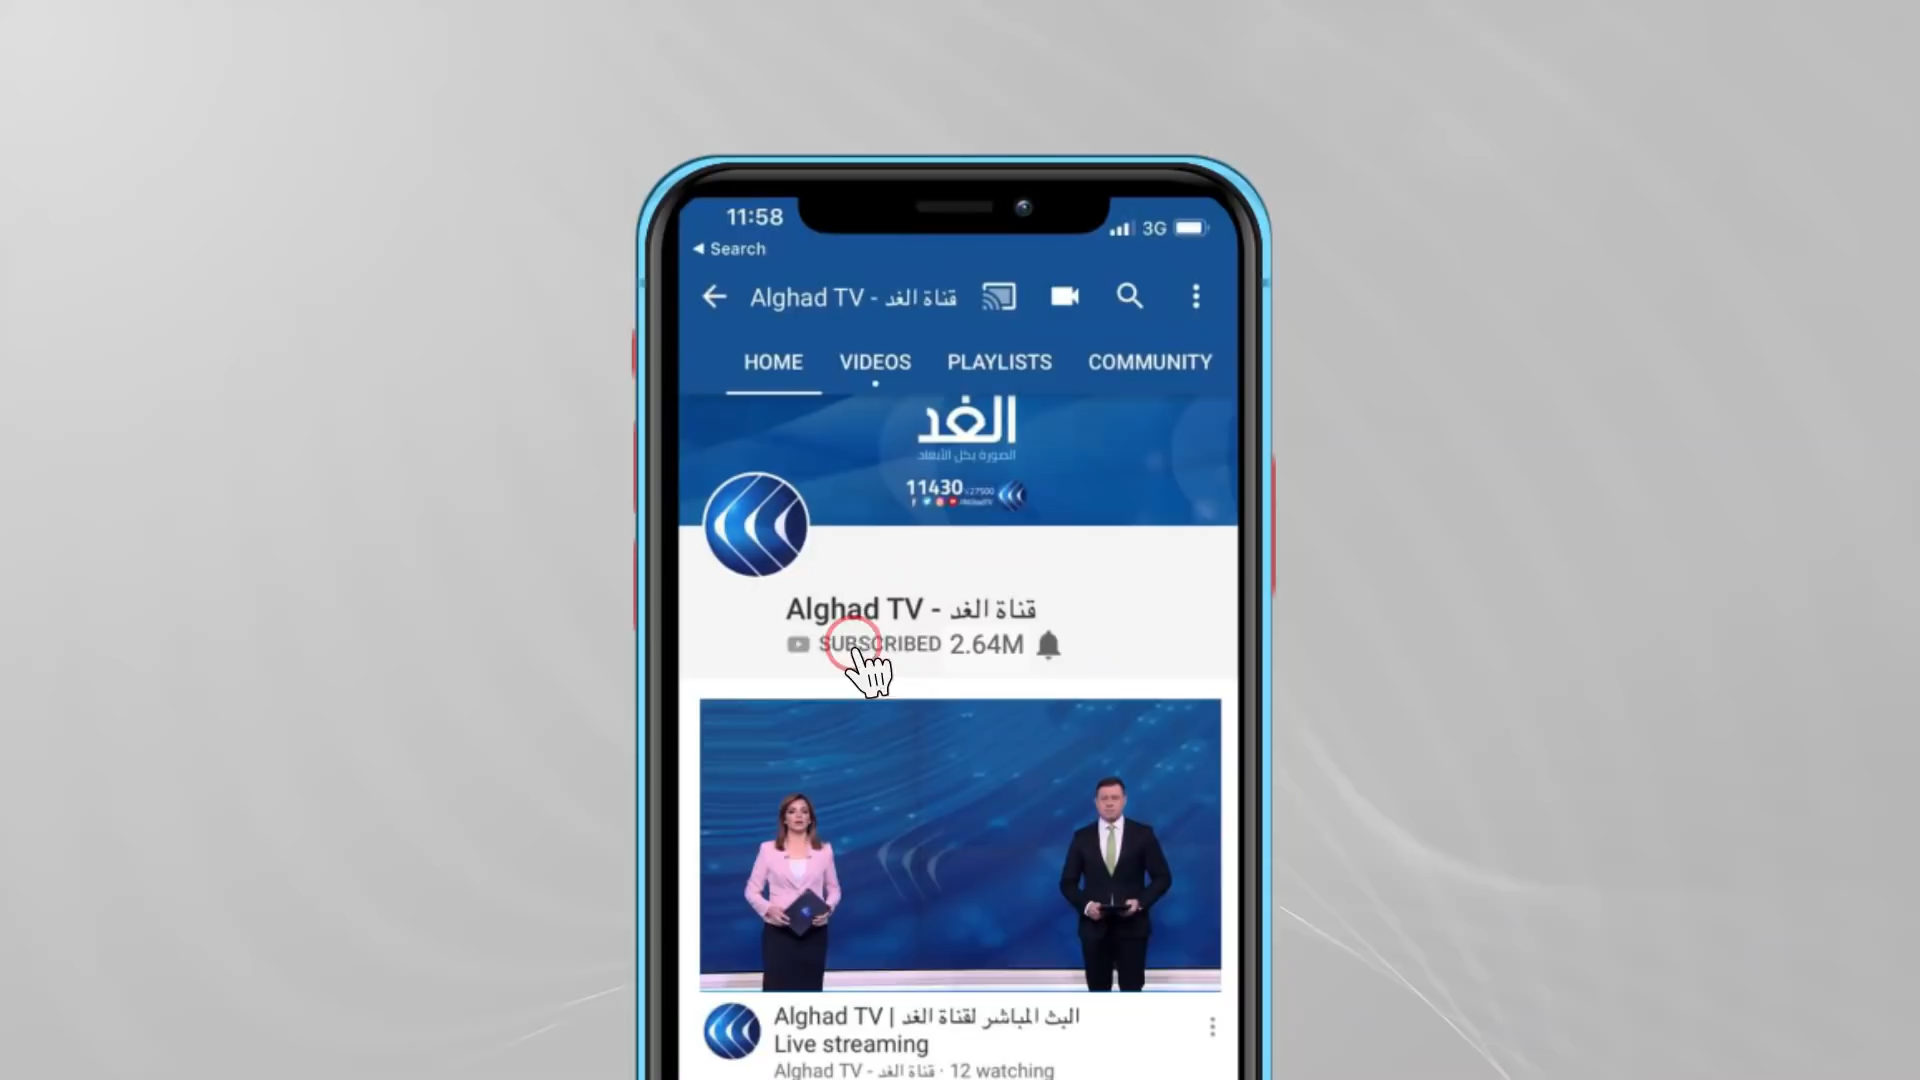 11:58
3G
Search
Alghad TV - قناة الغد
HOME VIDEOS PLAYLISTS COMMUNITY
الغد
الصورة بكل الأبعاد
11430
27500
Alghad TV - قناة الغد
SUBSCRIBED 2.64M
Alghad TV | البث المباشر لقناة الغد
Live streaming
Alghad TV - قناة الغد · 12 watching